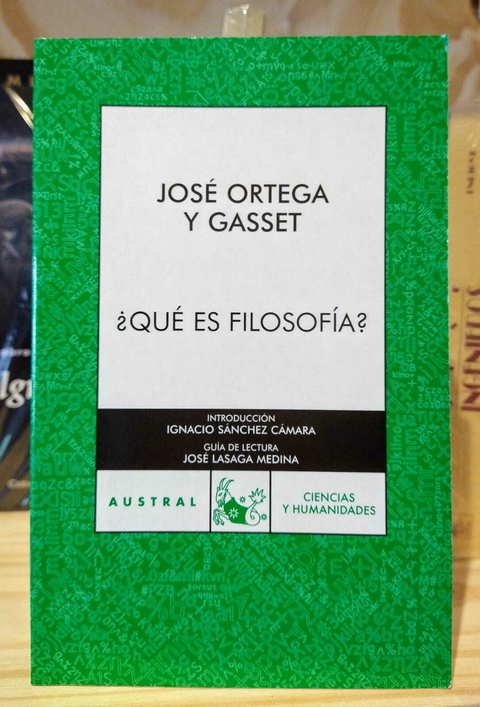 JOSÉ ORTEGA
Y GASSET
¿QUÉ ES FILOSOFÍA?
INTRODUCCIÓN
IGNACIO SÁNCHEZ CÁMARA
GUÍA DE LECTURA
JOSÉ LASAGA MEDINA
AUSTRAL
CIENCIAS
Y HUMANIDADES